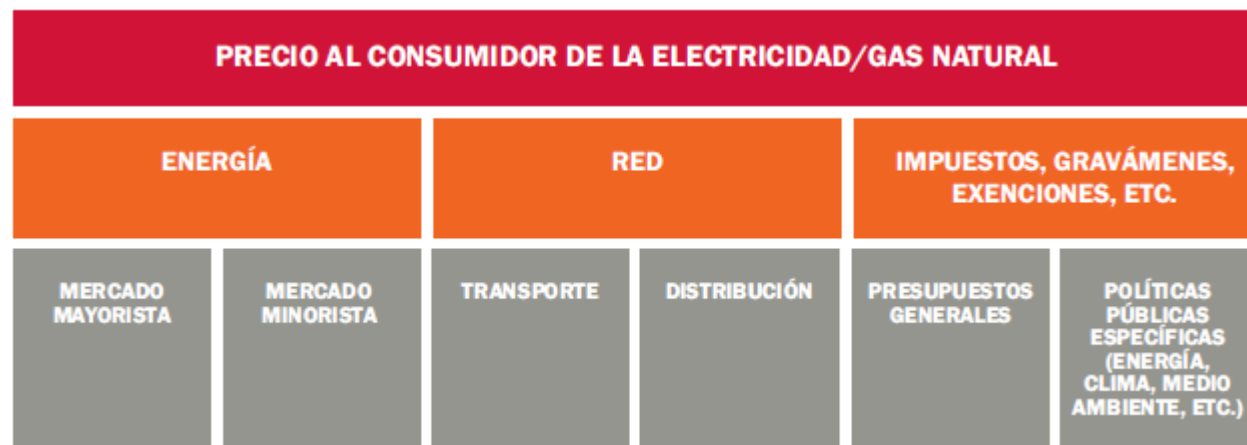 PRECIO AL CONSUMIDOR DE LA ELECTRICIDAD/GAS NATURAL
ENERGÍA
RED
IMPUESTOS, GRAVÁMENES,
EXENCIONES, ETC.
MERCADO
MAYORISTA
MERCADO
MINORISTA
TRANSPORTE
DISTRIBUCIÓN
PRESUPUESTOS
GENERALES
POLÍTICAS
PÚBLICAS
ESPECÍFICAS
(ENERGÍA,
CLIMA, MEDIO
AMBIENTE, ETC.)